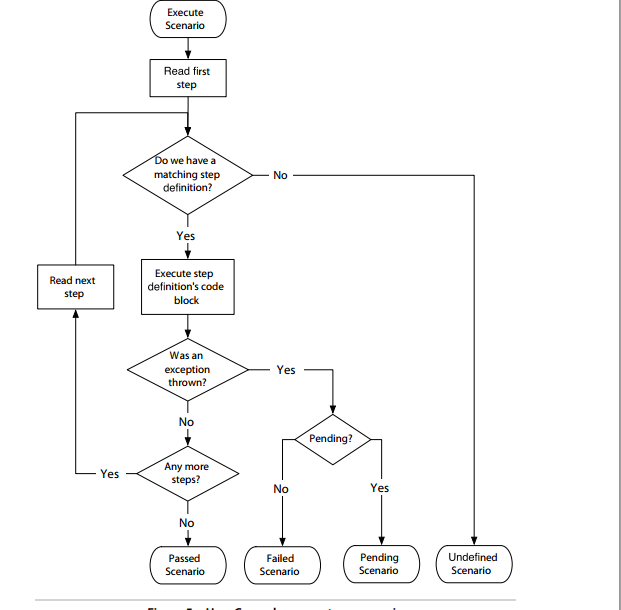 Execute
Scenario
Read first
step
Do we have a
matching step
definition?
No
Yes
Read next
step
Execute step
definition's code
block
Was an
exception
thrown?
Yes
No
Pending?
Any more
steps?
Yes
No
Yes
No
Passed
Scenario
Failed
Scenario
Pending
Scenario
Undefined
Scenario